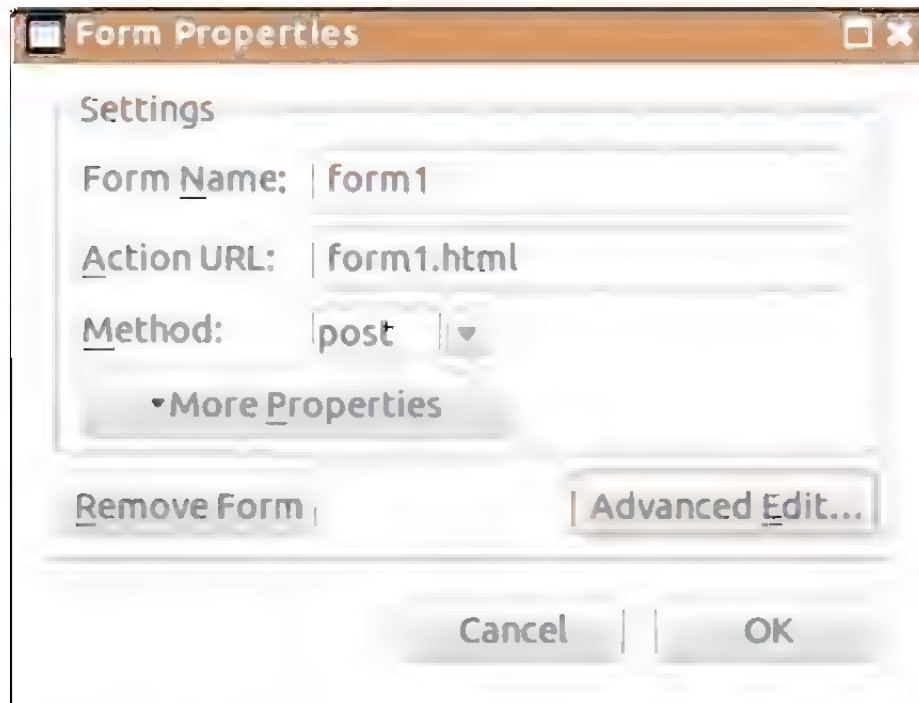 Form Properties
Settings
Form Name: form1
Action URL: form1.html
Method: post
More Properties
Remove Form Advanced Edit...
Cancel OK